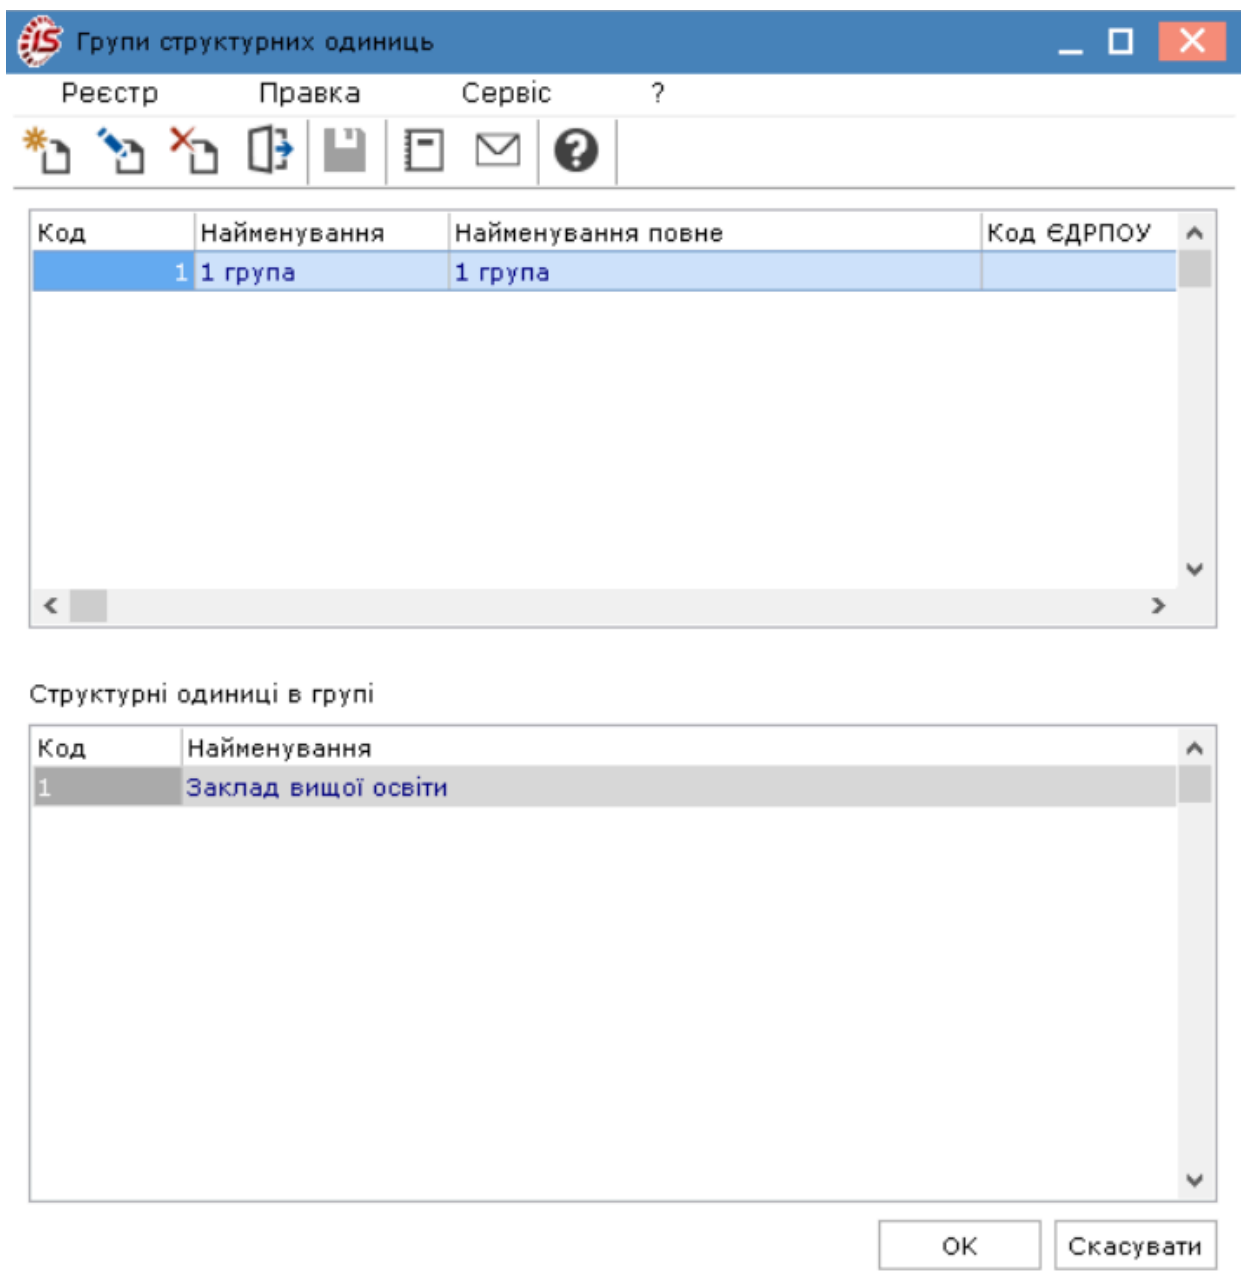 Групи структурних одиниць
Реєстр Правка Сервіс ?
Код Найменування Найменування повне Код ЄДРПОУ
1 1 група 1 група
Структурні одиниці в групі
Код Найменування
1 Заклад вищої освіти
OK Скасувати